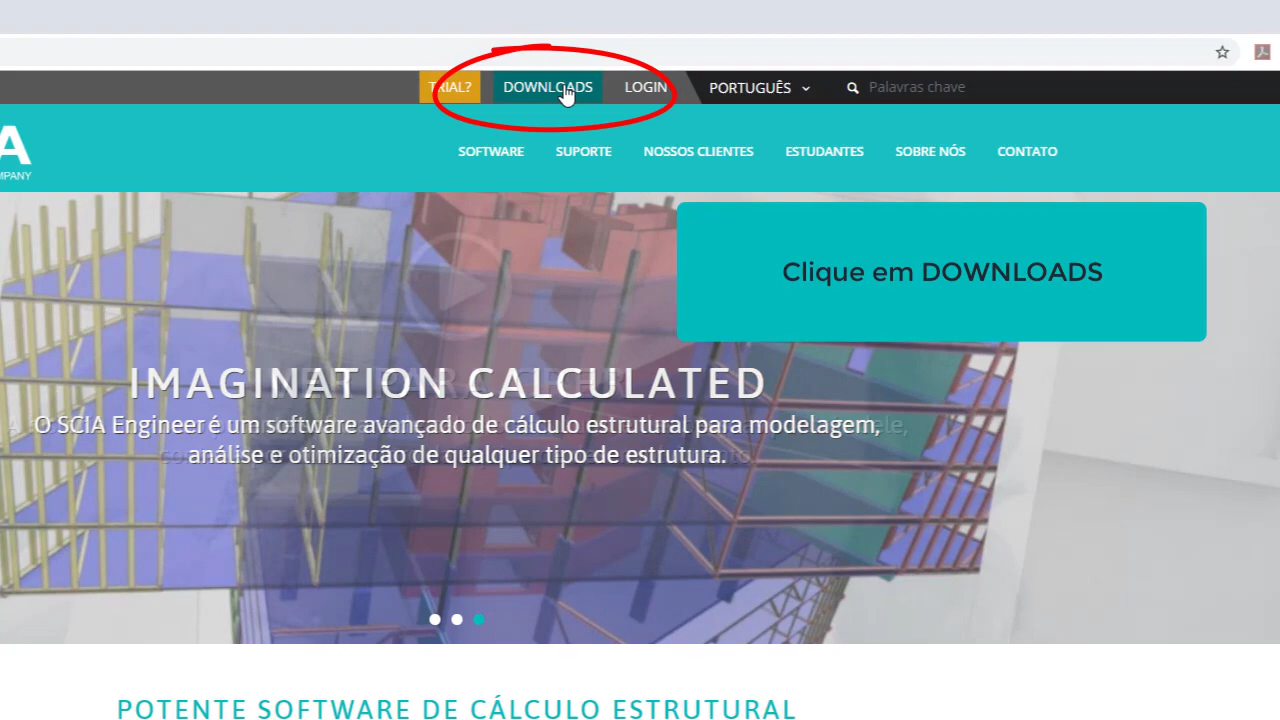 TRIAL?
DOWNLOADS
LOGIN
PORTUGUÊS
Palavras chave
A
MPANY
SOFTWARE
SUPORTE
NOSSOS CLIENTES
ESTUDANTES
SOBRE NÓS
CONTATO
Clique em DOWNLOADS
IMAGINATION CALCULATED
O SCIA Engineer é um software avançado de cálculo estrutural para modelagem,
análise e otimização de qualquer tipo de estrutura.
POTENTE SOFTWARE DE CÁLCULO ESTRUTURAL